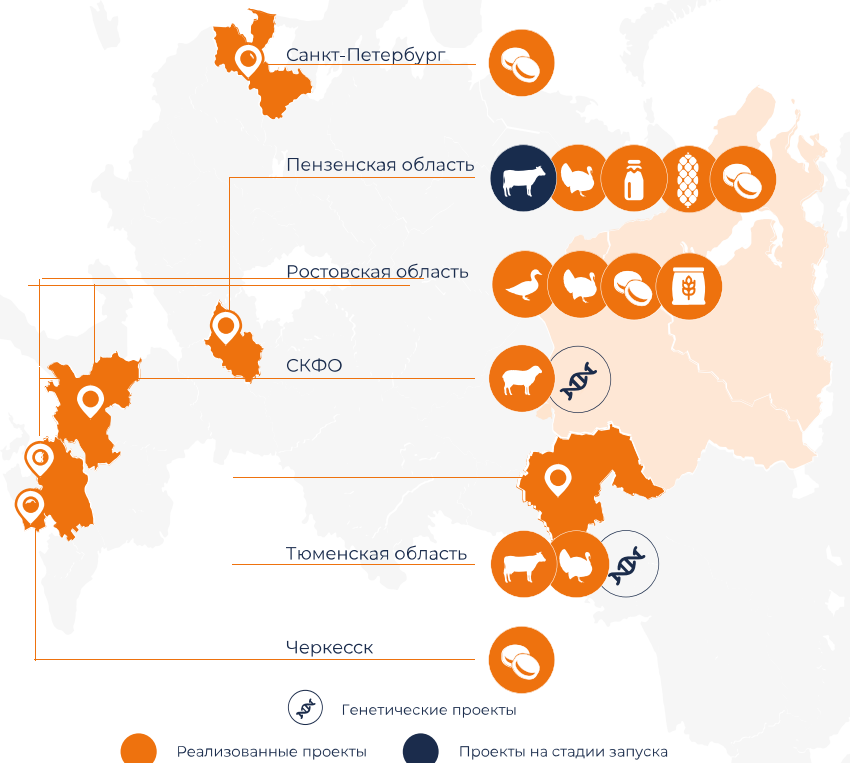 Санкт-Петербург
Пензенская область
Ростовская область
СКФО
Тюменская область
Черкесск
Генетические проекты
Реализованные проекты
Проекты на стадии запуска